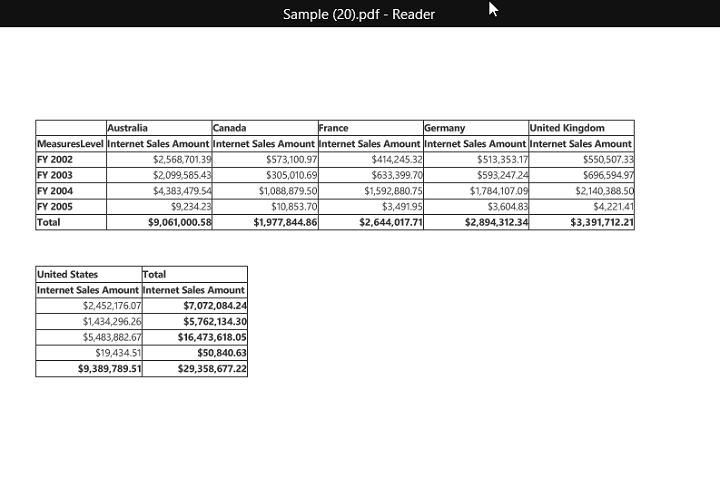 Sample (20).pdf - Reader
Australia Canada France Germany United Kingdom
MeasuresLevel Internet Sales Amount Internet Sales Amount Internet Sales Amount Internet Sales Amount Internet Sales Amount
FY 2002 $2,568,701.39 $573,100.97 $414,245.32 $513,353.17 $550,507.33
FY 2003 $2,099,585.43 $305,010.69 $633,399.70 $593,247.24 $696,594.97
FY 2004 $4,383,479.54 $1,088,879.50 $1,592,880.75 $1,784,107.09 $2,140,388.50
FY 2005 $9,234.23 $10,853.70 $3,491.95 $3,604.83 $4,221.41
Total $9,061,000.58 $1,977,844.86 $2,644,017.71 $2,894,312.34 $3,391,712.21
United States Total
Internet Sales Amount Internet Sales Amount
$2,452,176.07 $7,072,084.24
$1,434,296.26 $5,762,134.30
$5,483,882.67 $16,473,618.05
$19,434.51 $50,840.63
$9,389,789.51 $29,358,677.22